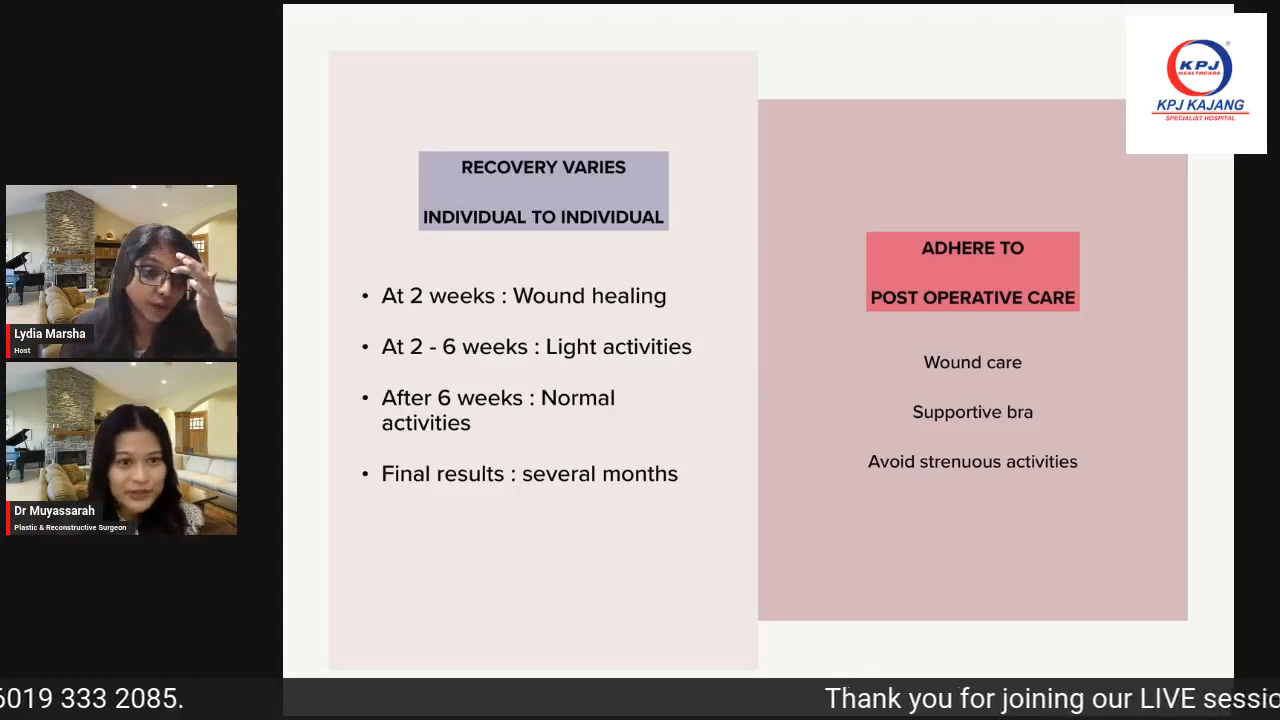 KPJ
HEALTHCARE
KPJ KAJANG
SPECIALIST HOSPITAL
RECOVERY VARIES
INDIVIDUAL TO INDIVIDUAL
• At 2 weeks : Wound healing
• At 2 - 6 weeks : Light activities
• After 6 weeks : Normal
activities
• Final results : several months
ADHERE TO
POST OPERATIVE CARE
Wound care
Supportive bra
Avoid strenuous activities
Lydia Marsha
Host
Dr Muyassarah
Plastic & Reconstructive Surgeon
6019 333 2085.
Thank you for joining our LIVE sessio